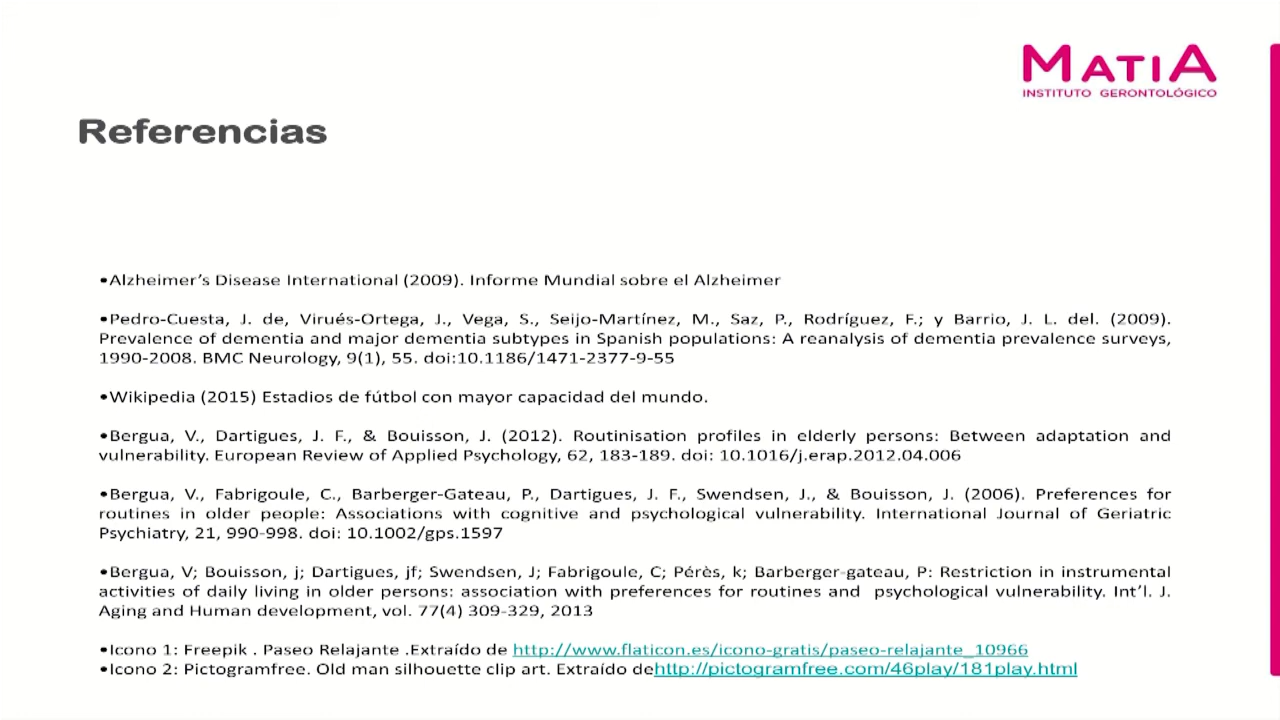 MATIA
INSTITUTO GERONTOLÓGICO
Referencias
•Alzheimer’s Disease International (2009). Informe Mundial sobre el Alzheimer
•Pedro-Cuesta, J. de, Virués-Ortega, J., Vega, S., Seijo-Martínez, M., Saz, P., Rodríguez, F.; y Barrio, J. L. del. (2009).
Prevalence of dementia and major dementia subtypes in Spanish populations: A reanalysis of dementia prevalence surveys,
1990-2008. BMC Neurology, 9(1), 55. doi:10.1186/1471-2377-9-55
•Wikipedia (2015) Estadios de fútbol con mayor capacidad del mundo.
•Bergua, V., Dartigues, J. F., & Bouisson, J. (2012). Routinisation profiles in elderly persons: Between adaptation and
vulnerability. European Review of Applied Psychology, 62, 183-189. doi: 10.1016/j.erap.2012.04.006
•Bergua, V., Fabrigoule, C., Barberger-Gateau, P., Dartigues, J. F., Swendsen, J., & Bouisson, J. (2006). Preferences for
routines in older people: Associations with cognitive and psychological vulnerability. International Journal of Geriatric
Psychiatry, 21, 990-998. doi: 10.1002/gps.1597
•Bergua, V; Bouisson, j; Dartigues, jf; Swendsen, J; Fabrigoule, C; Pérès, k; Barberger-gateau, P: Restriction in instrumental
activities of daily living in older persons: association with preferences for routines and psychological vulnerability. Int’l. J.
Aging and Human development, vol. 77(4) 309-329, 2013
•Icono 1: Freepik . Paseo Relajante .Extraído de http://www.flaticon.es/icono-gratis/paseo-relajante_10966
•Icono 2: Pictogramfree. Old man silhouette clip art. Extraído dehttp://pictogramfree.com/46play/181play.html